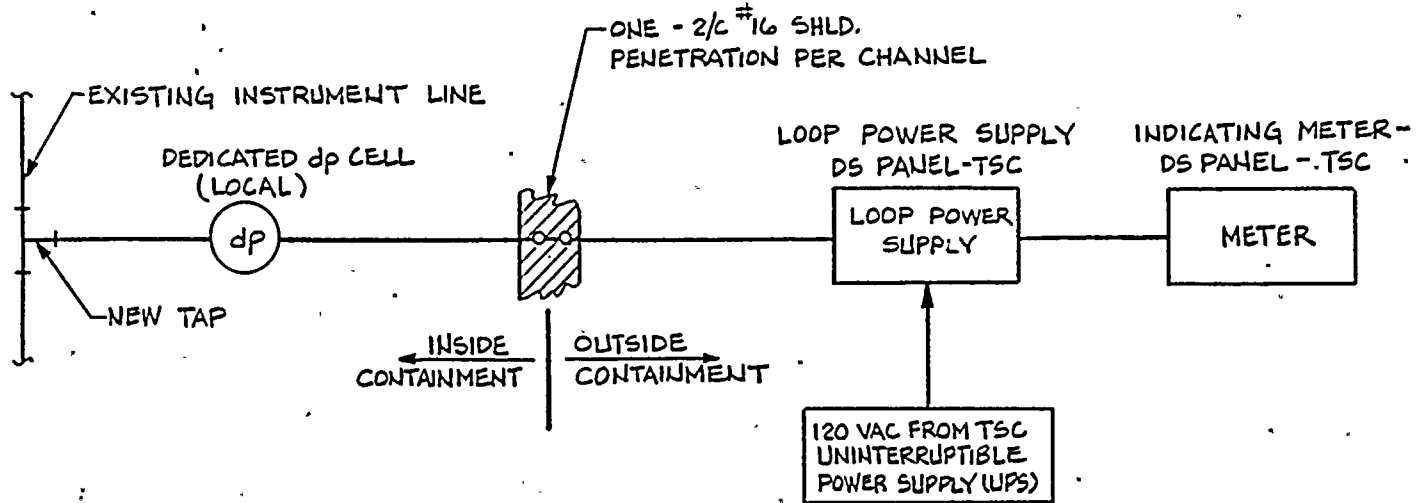 ONE - 2/C #16 SHLD.
PENETRATION PER CHANNEL
EXISTING INSTRUMENT LINE
DEDICATED dp CELL
(LOCAL)
LOOP POWER SUPPLY
DS PANEL-TSC
INDICATING METER-
DS PANEL-.TSC
dp
LOOP POWER
SUPPLY
METER
NEW TAP
INSIDE
CONTAINMENT
OUTSIDE
CONTAINMENT
120 VAC FROM TSC
UNINTERRUPTIBLE
POWER SUPPLY (UPS)